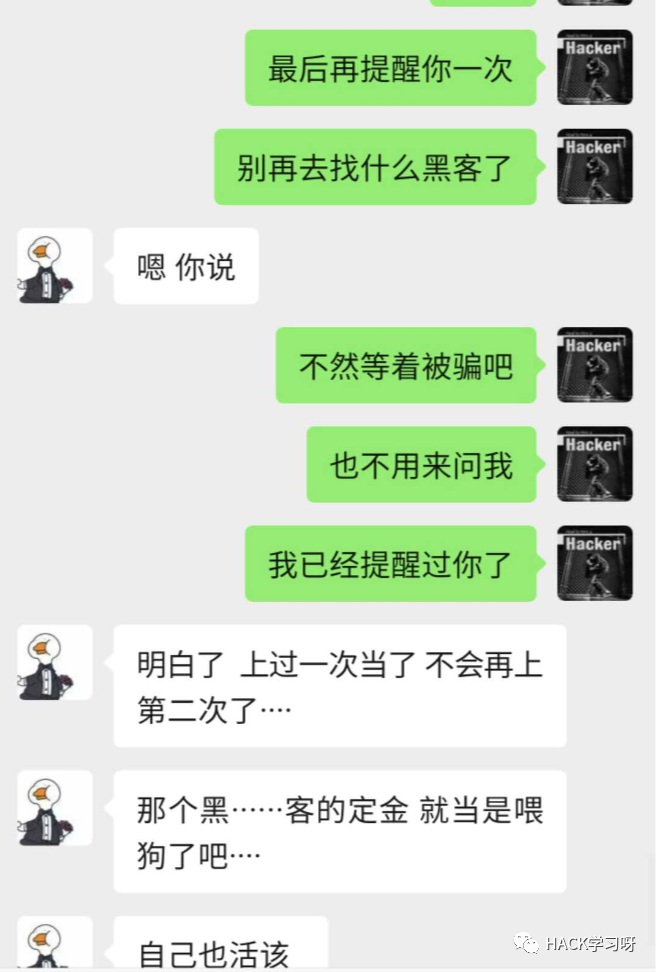 Hacker
最后再提醒你一次
Hacker
别再去找什么黑客了
嗯 你说
Hacker
不然等着被骗吧
Hacker
也不用来问我
Hacker
我已经提醒过你了
明白了 上过一次当了 不会再上
第二次了····
那个黑······客的定金 就当是喂
狗了吧····
自己也活该
HACK学习呀